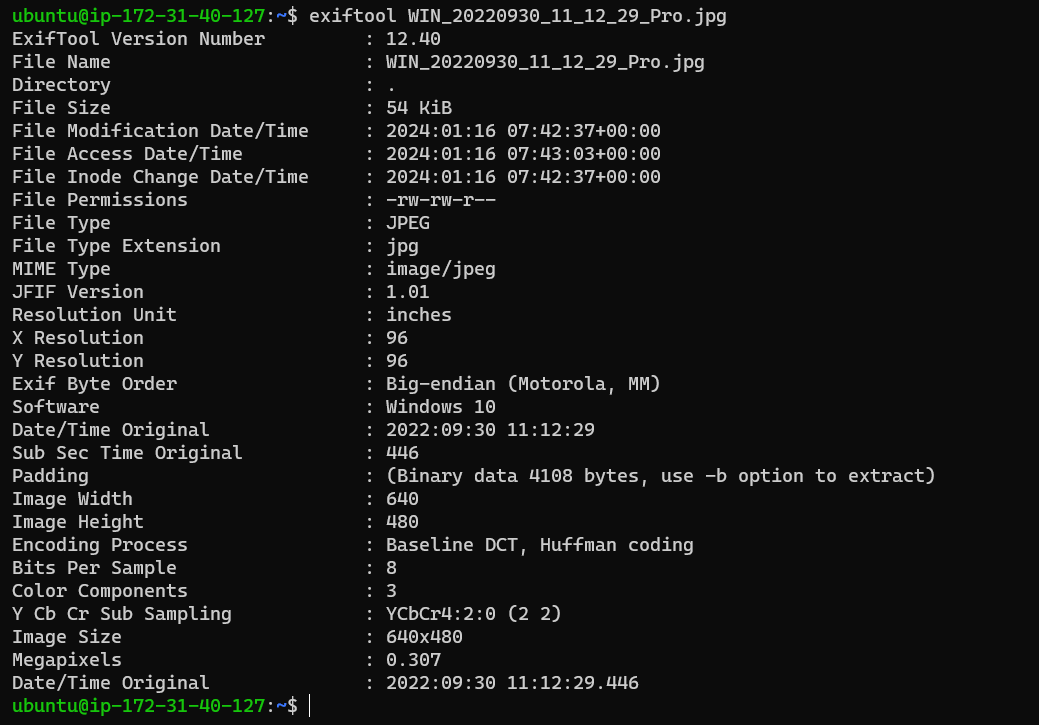 ubuntu@ip-172-31-40-127:~$ exiftool WIN_20220930_11_12_29_Pro.jpg
ExifTool Version Number         : 12.40
File Name                       : WIN_20220930_11_12_29_Pro.jpg
Directory                       : .
File Size                       : 54 KiB
File Modification Date/Time     : 2024:01:16 07:42:37+00:00
File Access Date/Time           : 2024:01:16 07:43:03+00:00
File Inode Change Date/Time     : 2024:01:16 07:42:37+00:00
File Permissions                : -rw-rw-r--
File Type                       : JPEG
File Type Extension             : jpg
MIME Type                       : image/jpeg
JFIF Version                    : 1.01
Resolution Unit                 : inches
X Resolution                    : 96
Y Resolution                    : 96
Exif Byte Order                 : Big-endian (Motorola, MM)
Software                        : Windows 10
Date/Time Original              : 2022:09:30 11:12:29
Sub Sec Time Original           : 446
Padding                         : (Binary data 4108 bytes, use -b option to extract)
Image Width                     : 640
Image Height                    : 480
Encoding Process                : Baseline DCT, Huffman coding
Bits Per Sample                 : 8
Color Components                : 3
Y Cb Cr Sub Sampling            : YCbCr4:2:0 (2 2)
Image Size                      : 640x480
Megapixels                      : 0.307
Date/Time Original              : 2022:09:30 11:12:29.446
ubuntu@ip-172-31-40-127:~$